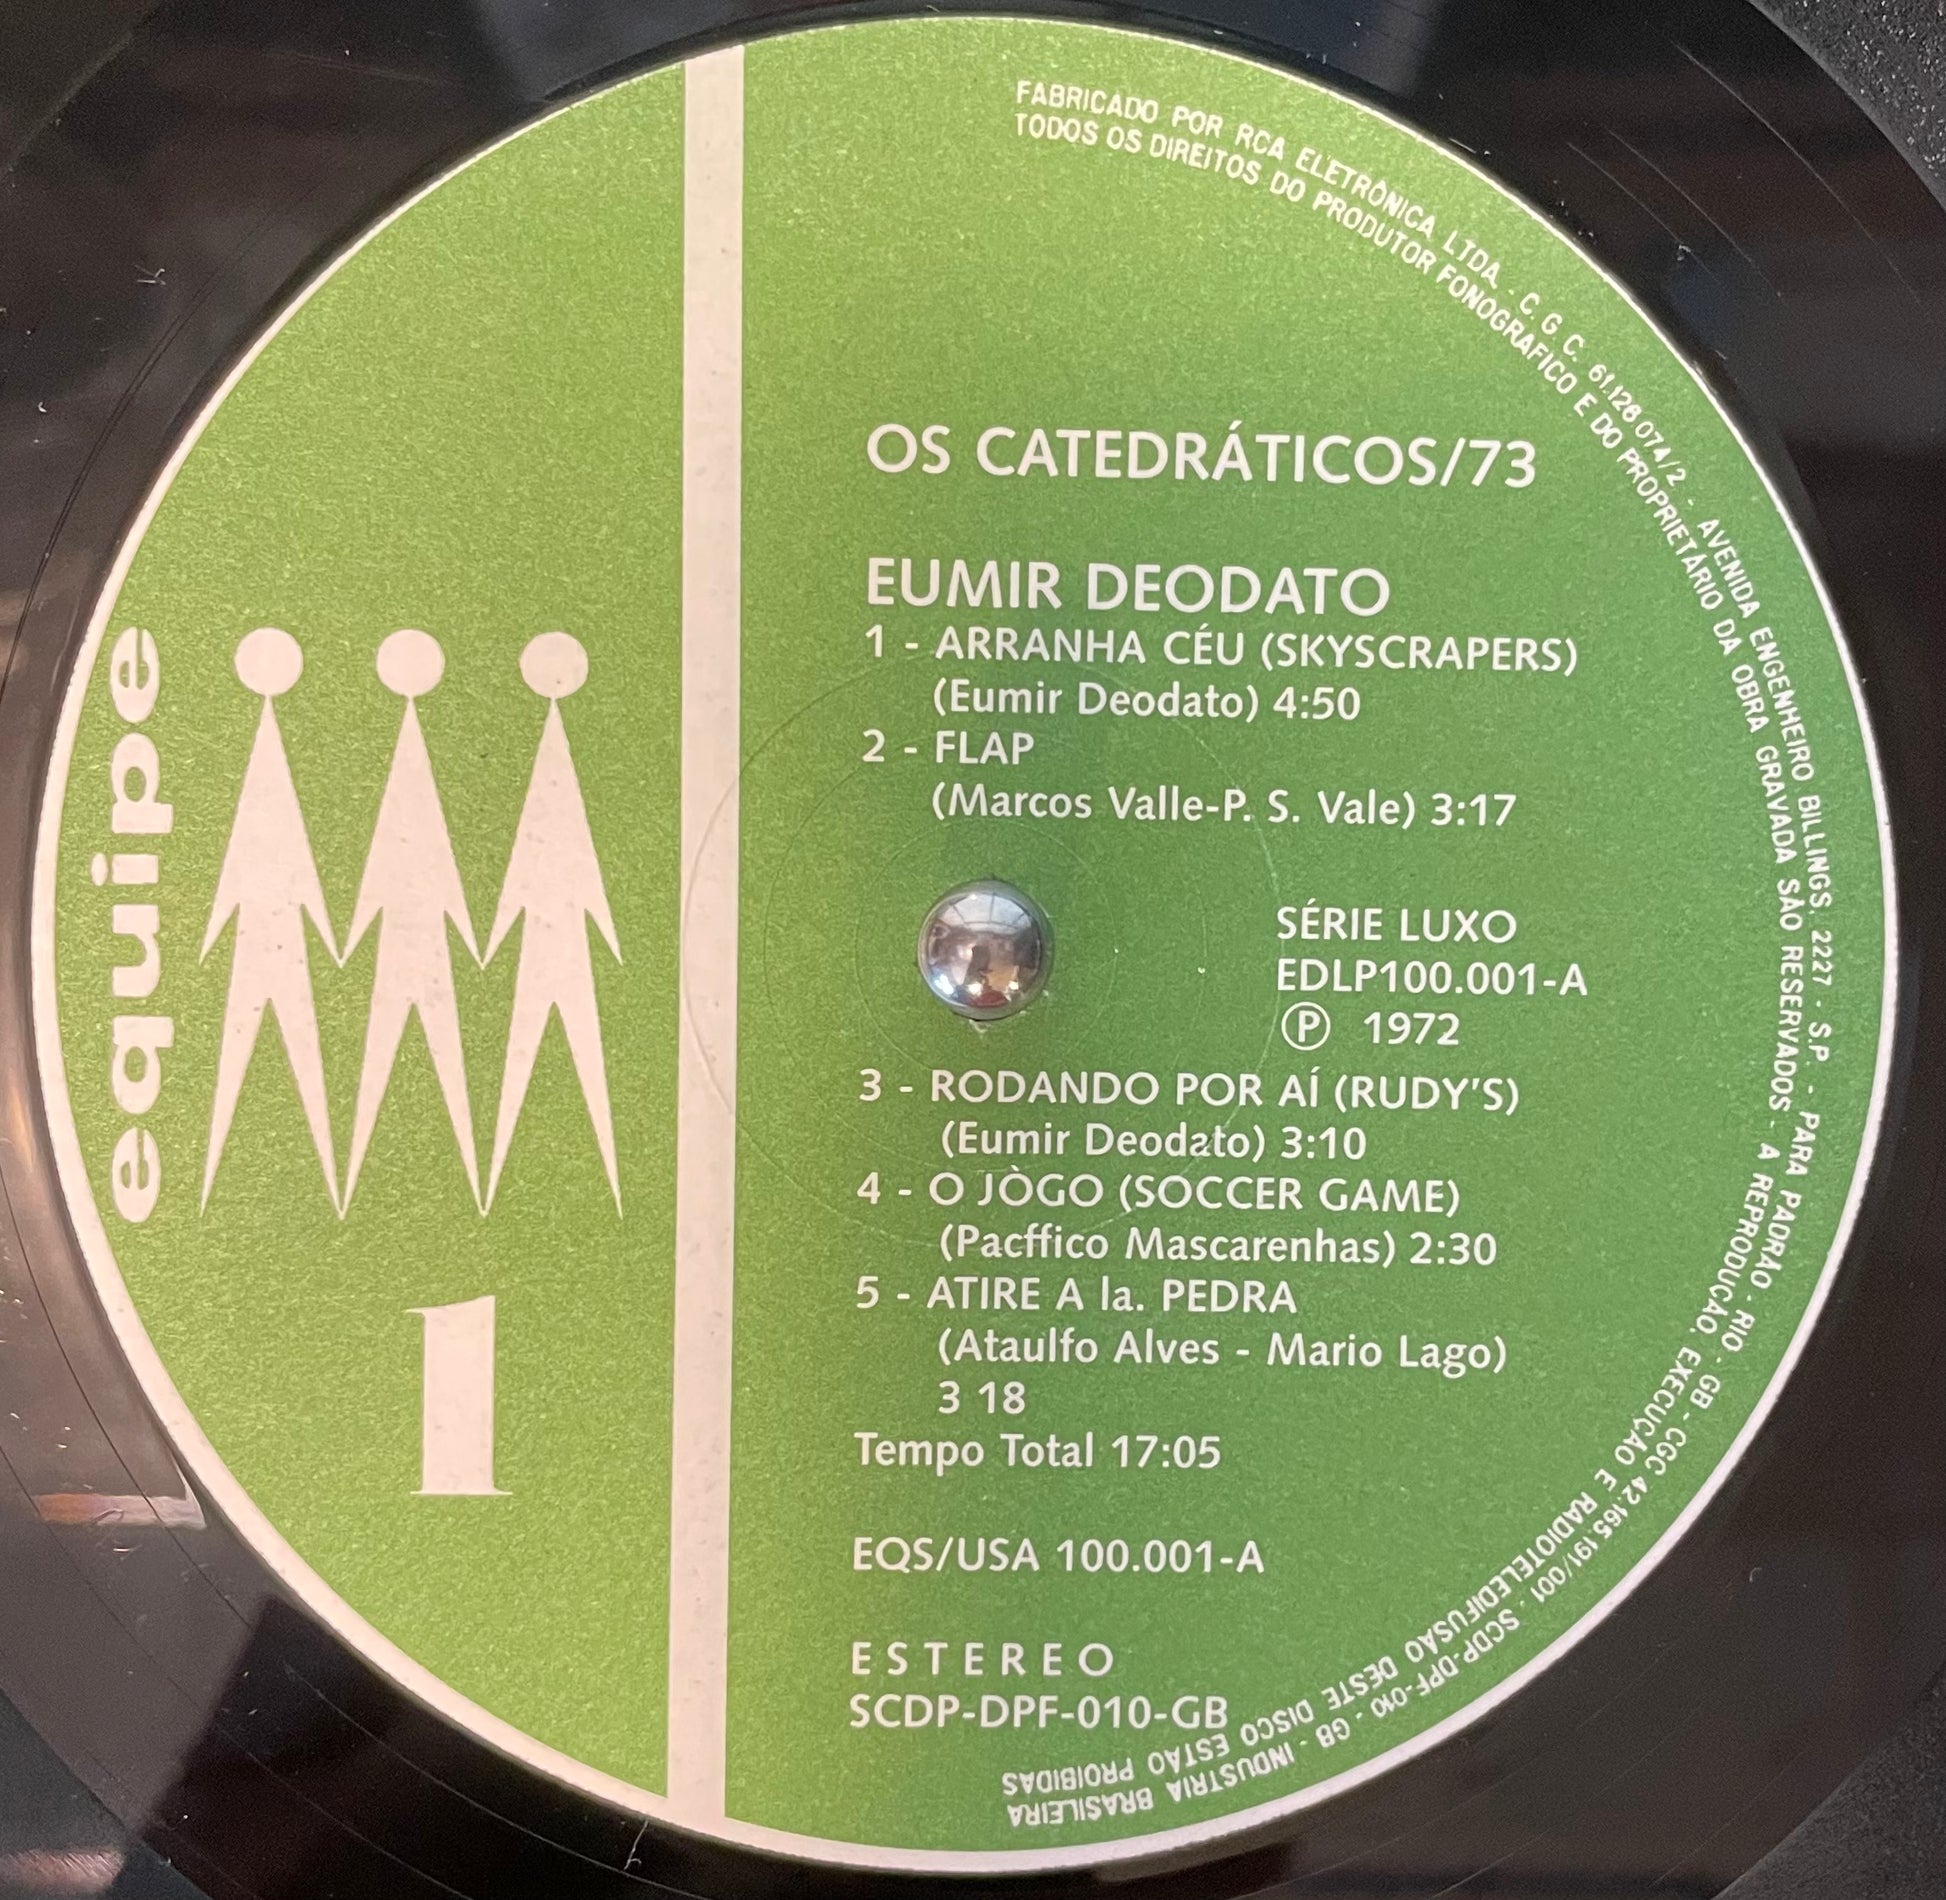 FABRICADO POR RCA ELETRÔNICA LTDA - C. G C. 61.126 074/2 - AVENIDA ENGENHEIRO BILLINGS, 2227 - S.P. - PARA PADRÃO - RIO - GB - CGC 42.165.191/001 - SCDP-DPF-010 - GB - INDUSTRIA BRASILEIRA
TODOS OS DIREITOS DO PRODUTOR FONOGRAFICO E DO PROPRIETÁRIO DA OBRA GRAVADA SÃO RESERVADOS - A REPRODUÇÃO, EXECUÇÃO E RADIOTELEDIFUSÃO DESTE DISCO ESTÃO PROIBIDAS
equipe
1
OS CATEDRÁTICOS/73
EUMIR DEODATO
1 - ARRANHA CÉU (SKYSCRAPERS)
(Eumir Deodato) 4:50
2 - FLAP
(Marcos Valle-P. S. Vale) 3:17
SÉRIE LUXO
EDLP100.001-A
Ⓟ 1972
3 - RODANDO POR AÍ (RUDY'S)
(Eumir Deodato) 3:10
4 - O JÒGO (SOCCER GAME)
(Pacffico Mascarenhas) 2:30
5 - ATIRE A la. PEDRA
(Ataulfo Alves - Mario Lago)
3 18
Tempo Total 17:05
EQS/USA 100.001-A
ESTEREO
SCDP-DPF-010-GB